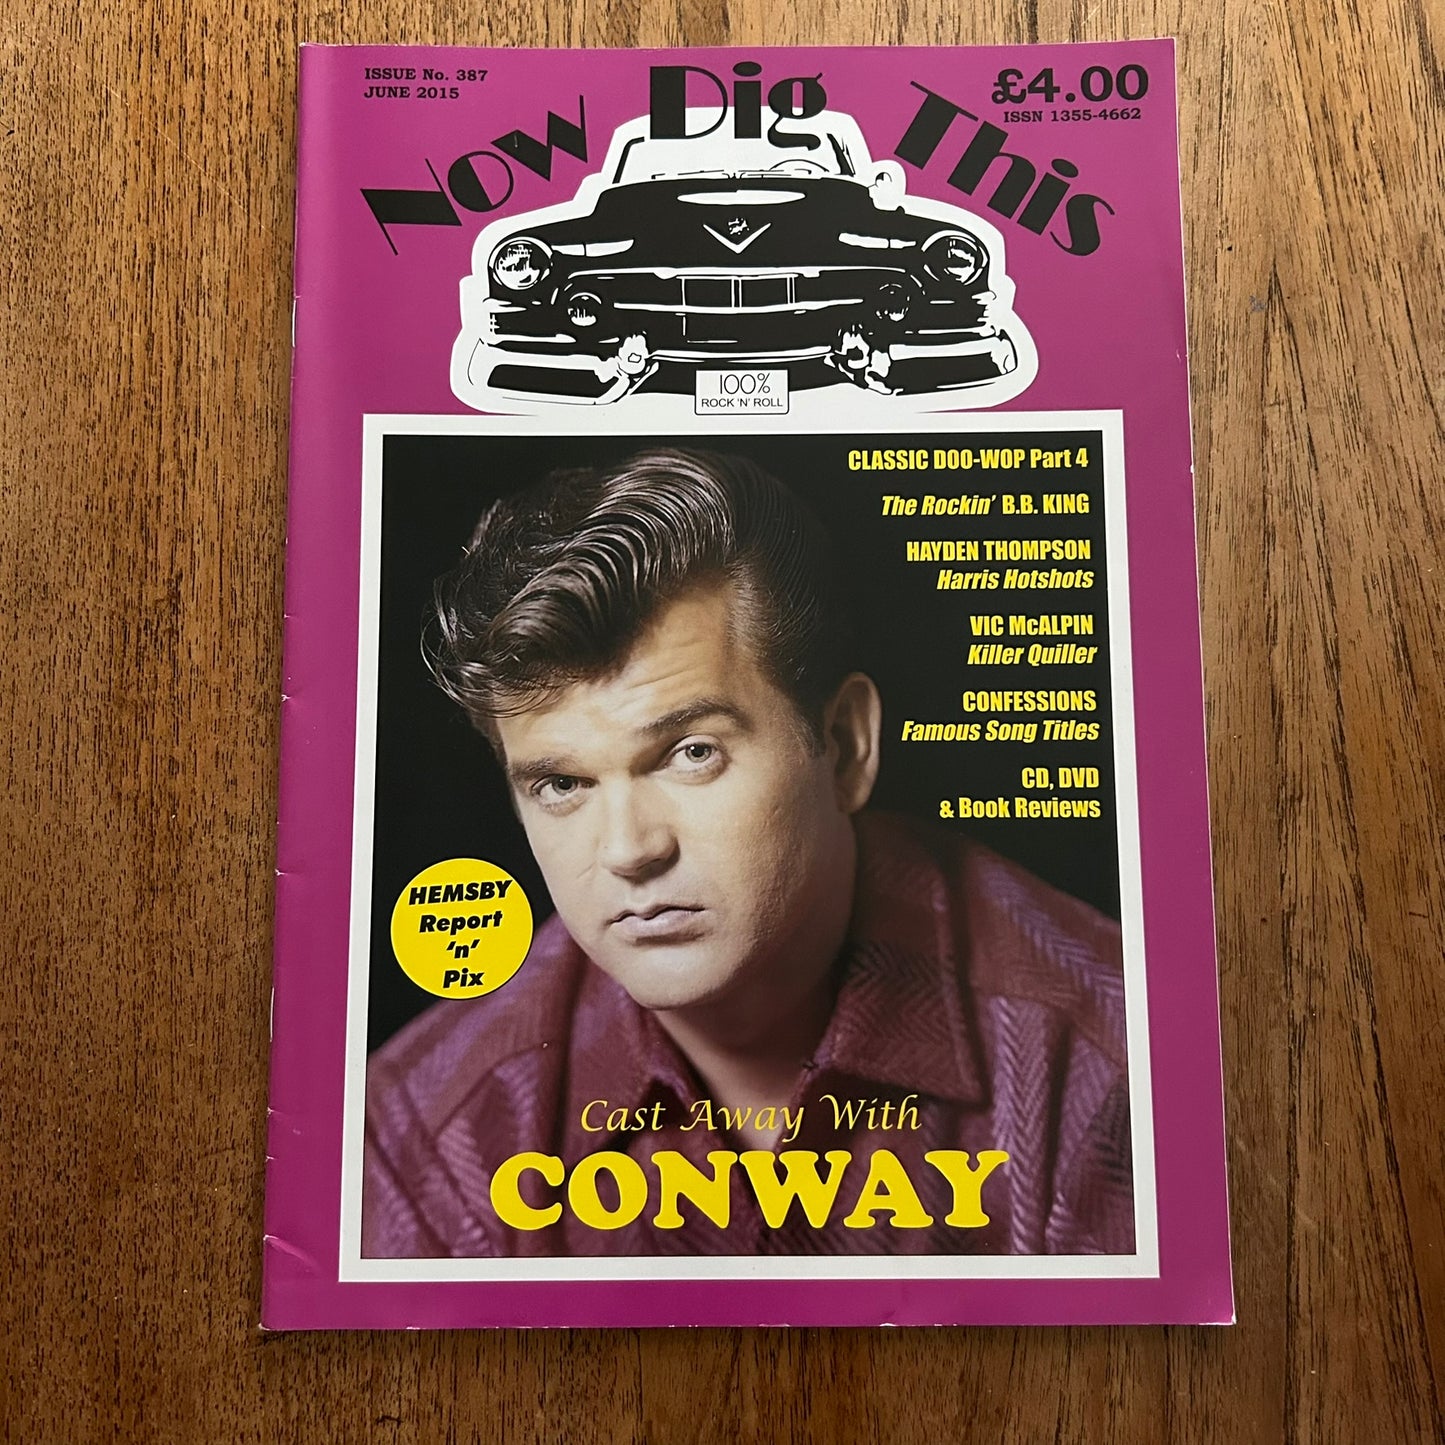 ISSUE No. 387
JUNE 2015
Now Dig This
£4.00
ISSN 1355-4662
100%
ROCK 'N' ROLL
CLASSIC DOO-WOP Part 4
The Rockin' B.B. KING
HAYDEN THOMPSON
Harris Hotshots
VIC McALPIN
Killer Quiller
CONFESSIONS
Famous Song Titles
CD, DVD
& Book Reviews
HEMSBY
Report
'n'
Pix
Cast Away With
CONWAY